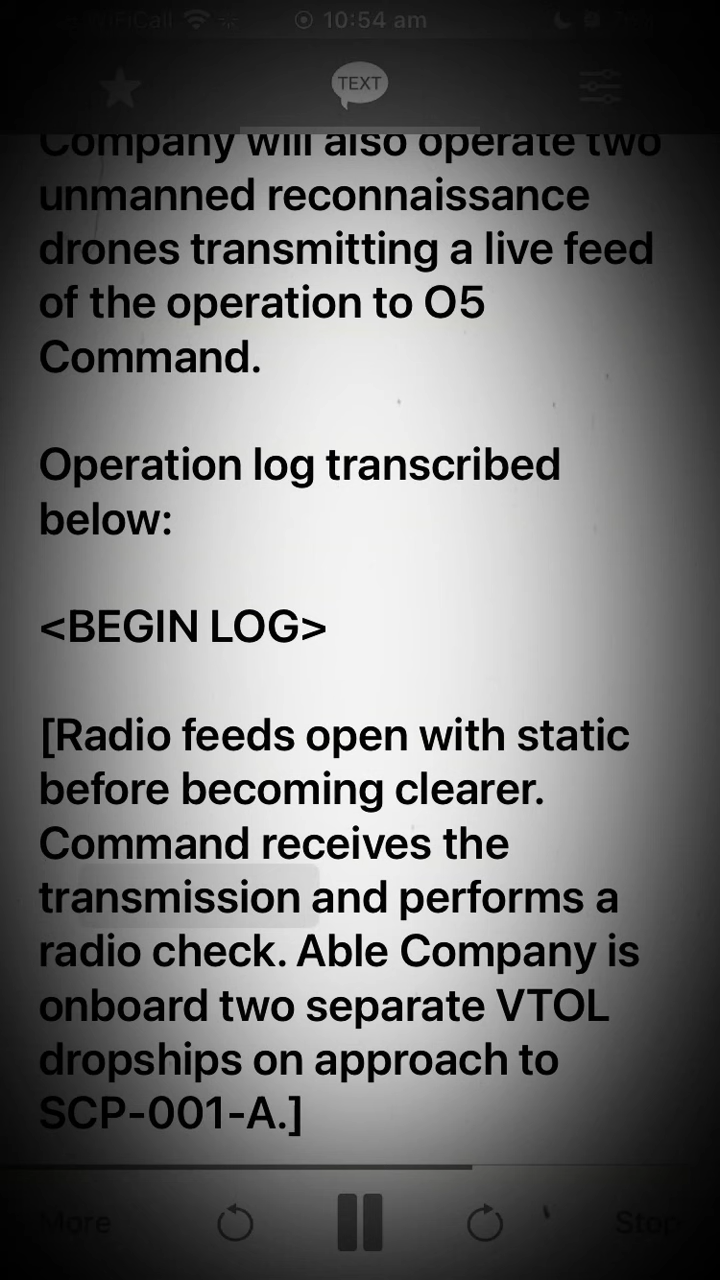 10:54 am
TEXT
Company will also operate two
unmanned reconnaissance
drones transmitting a live feed
of the operation to O5
Command.
Operation log transcribed
below:
<BEGIN LOG>
[Radio feeds open with static
before becoming clearer.
Command receives the
transmission and performs a
radio check. Able Company is
onboard two separate VTOL
dropships on approach to
SCP-001-A.]
More
Stop